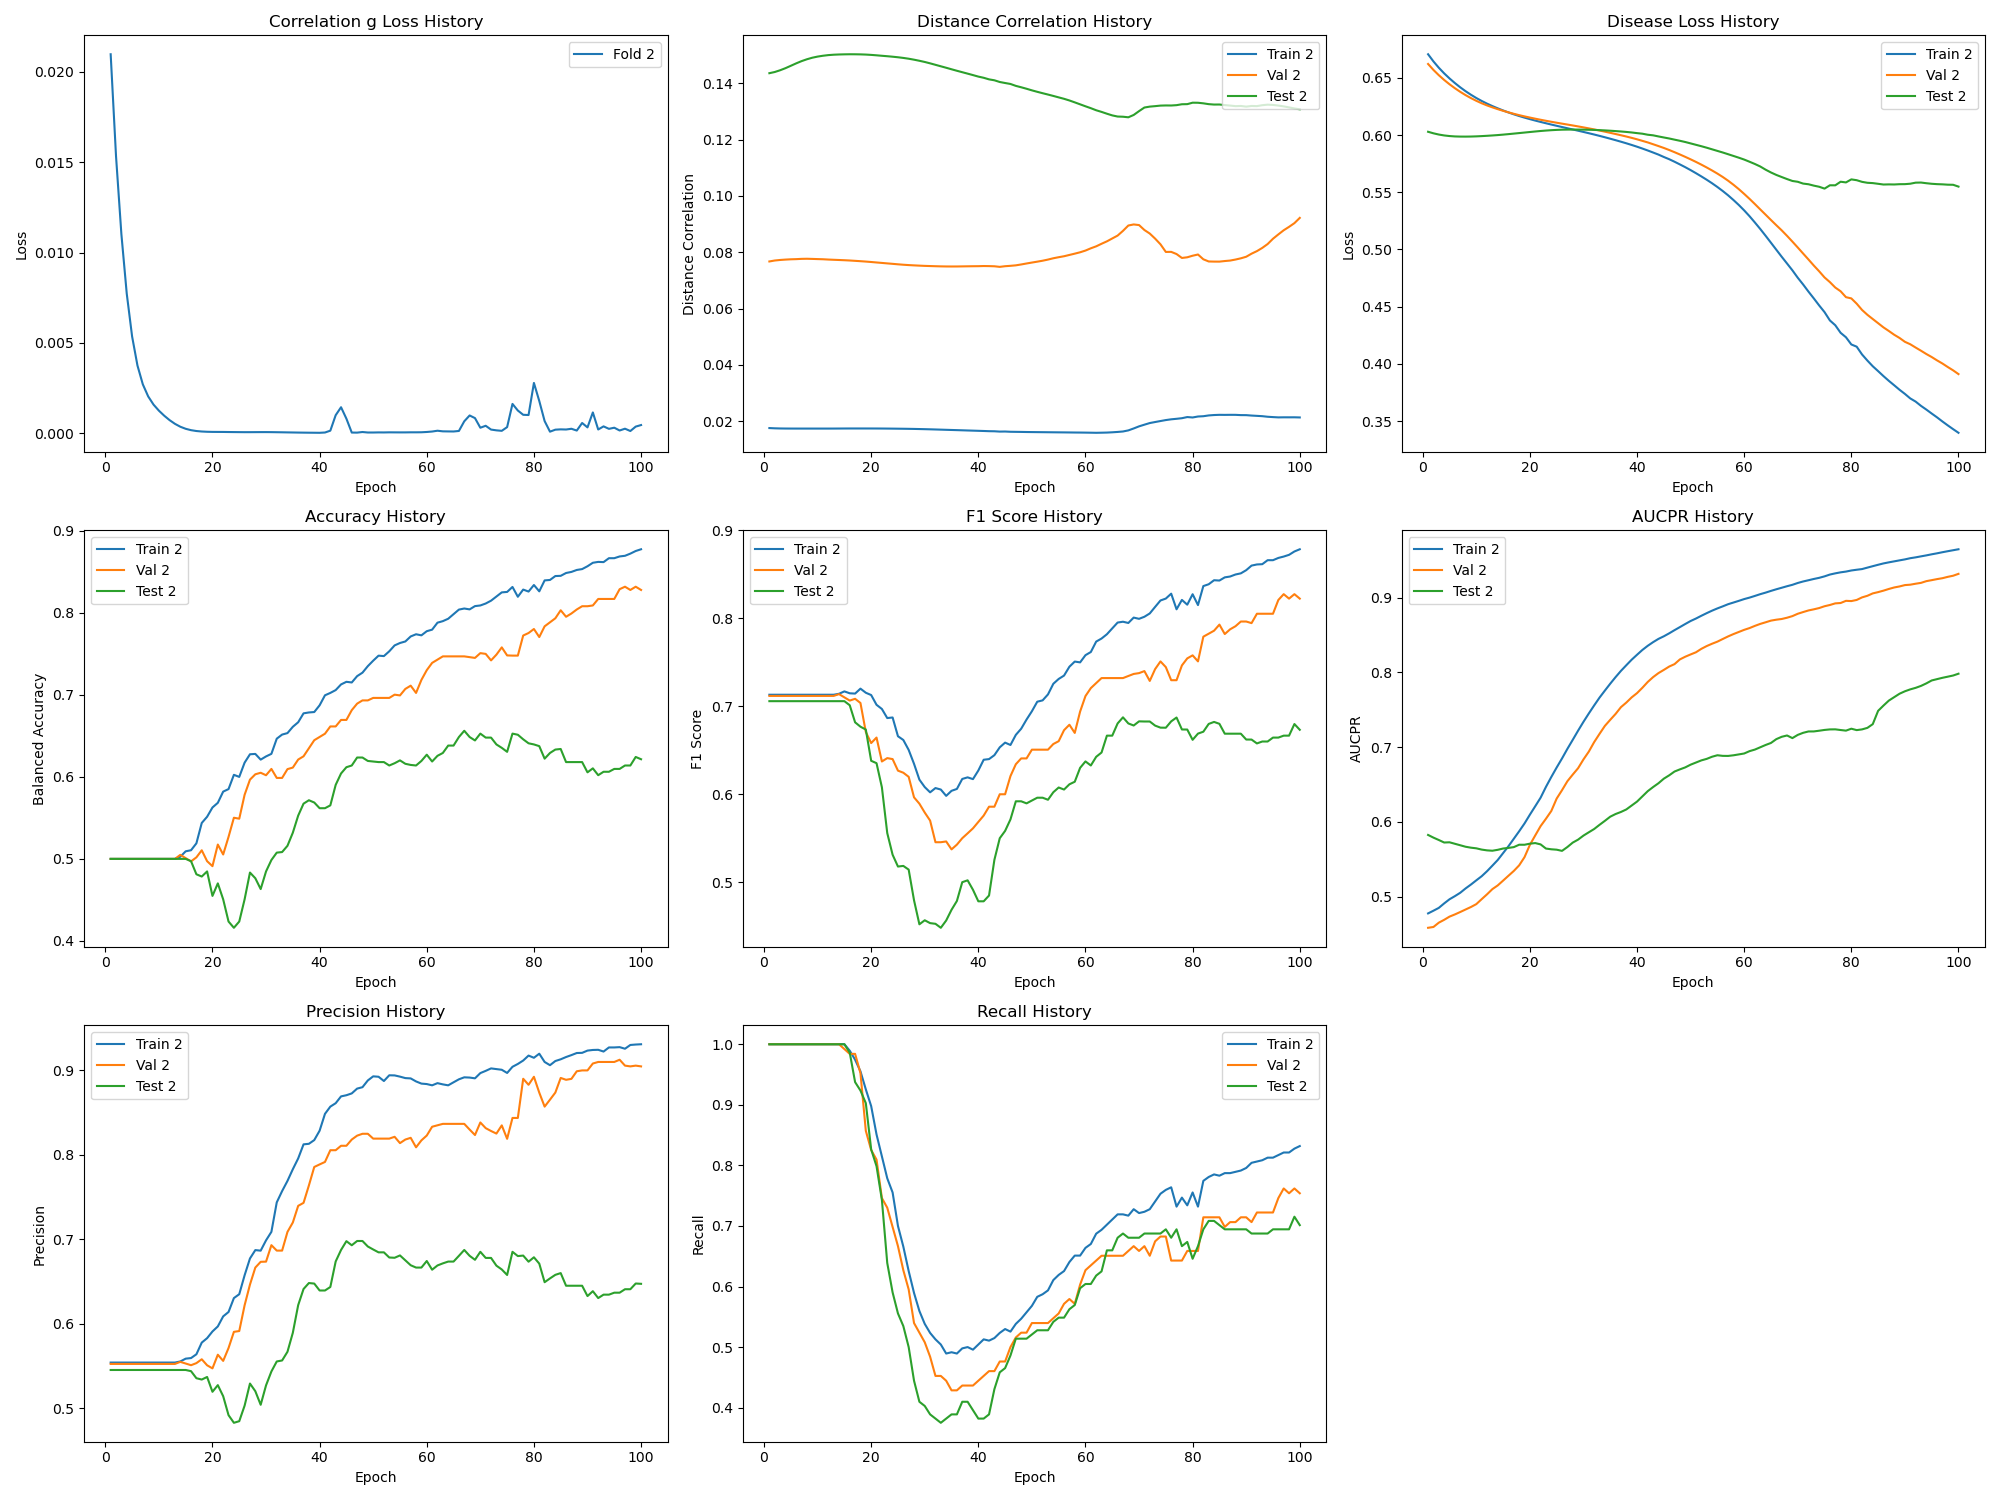 Correlation g Loss History
Fold 2
0.020
0.015
0.010
0.005
0.000
Loss
0 20 40 60 80 100
Epoch
Distance Correlation History
Train 2
Val 2
Test 2
0.14
0.12
0.10
0.08
0.06
0.04
0.02
Distance Correlation
0 20 40 60 80 100
Epoch
Disease Loss History
Train 2
Val 2
Test 2
0.65
0.60
0.55
0.50
0.45
0.40
0.35
Loss
0 20 40 60 80 100
Epoch
Accuracy History
Train 2
Val 2
Test 2
0.9
0.8
0.7
0.6
0.5
0.4
Balanced Accuracy
0 20 40 60 80 100
Epoch
F1 Score History
Train 2
Val 2
Test 2
0.9
0.8
0.7
0.6
0.5
F1 Score
0 20 40 60 80 100
Epoch
AUCPR History
Train 2
Val 2
Test 2
0.9
0.8
0.7
0.6
0.5
AUCPR
0 20 40 60 80 100
Epoch
Precision History
Train 2
Val 2
Test 2
0.9
0.8
0.7
0.6
0.5
Precision
0 20 40 60 80 100
Epoch
Recall History
Train 2
Val 2
Test 2
1.0
0.9
0.8
0.7
0.6
0.5
0.4
Recall
0 20 40 60 80 100
Epoch